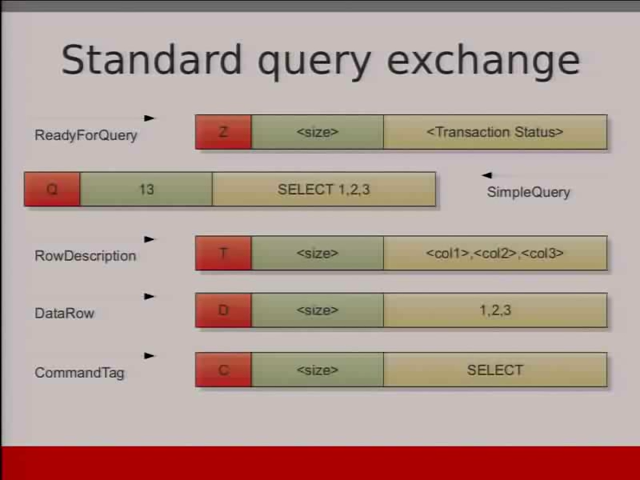 Standard query exchange
ReadyForQuery Z <size> <Transaction Status>
Q 13 SELECT 1,2,3 SimpleQuery
RowDescription T <size> <col1>,<col2>,<col3>
DataRow D <size> 1,2,3
CommandTag C <size> SELECT